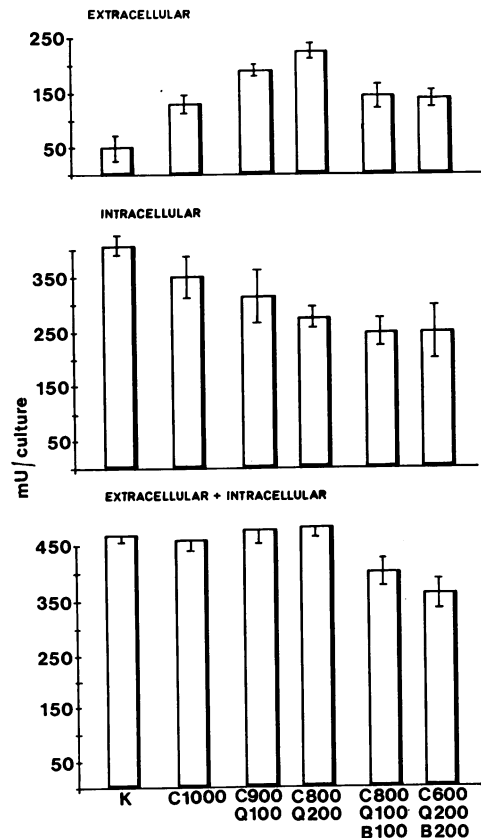 EXTRACELLULAR
250
150
50
INTRACELLULAR
350
250
150
50
mU/culture
EXTRACELLULAR + INTRACELLULAR
450
350
250
150
50
K C1000 C900 C800 C800 C600
Q100 Q200 Q100 Q200
B100 B200